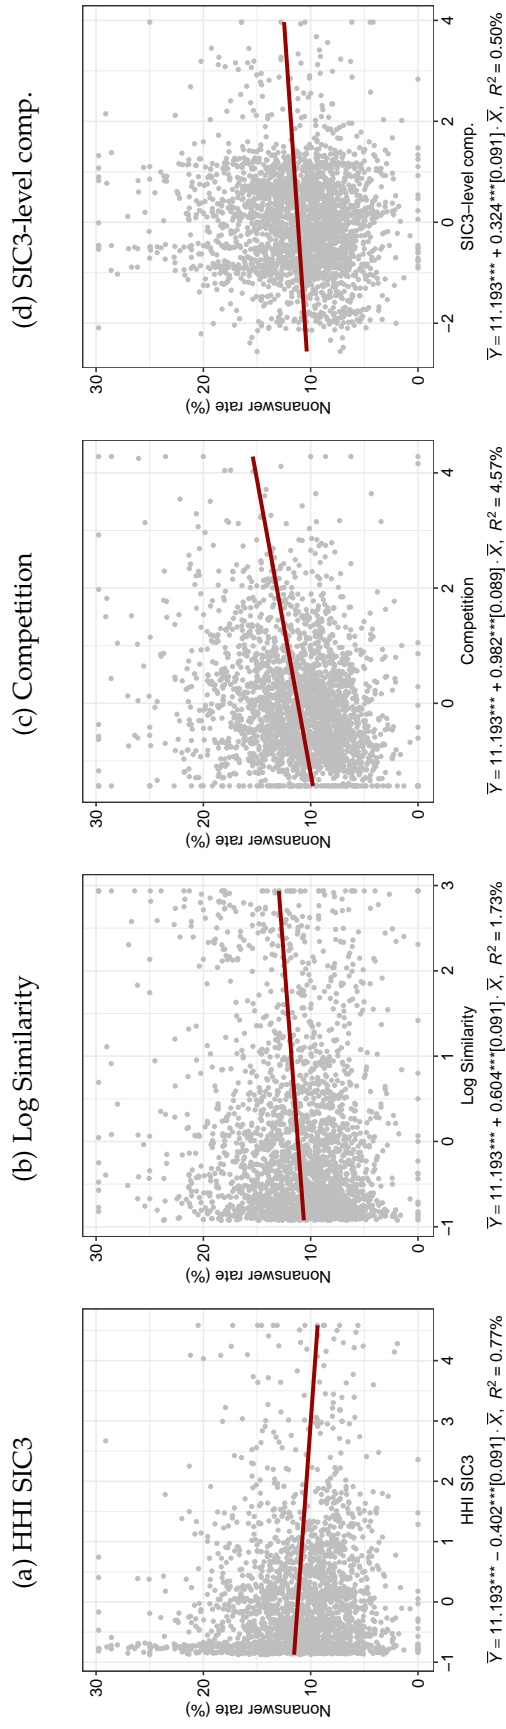 (a) HHI SIC3
Nonanswer rate (%)
30
20
10
0
−1
0
1
2
3
4
HHI SIC3
Y̅ = 11.193*** − 0.402***[0.091] · X̅, R² = 0.77%
(b) Log Similarity
Nonanswer rate (%)
30
20
10
0
−1
0
1
2
3
Log Similarity
Y̅ = 11.193*** + 0.604***[0.091] · X̅, R² = 1.73%
(c) Competition
Nonanswer rate (%)
30
20
10
0
0
2
4
Competition
Y̅ = 11.193*** + 0.982***[0.089] · X̅, R² = 4.57%
(d) SIC3-level comp.
Nonanswer rate (%)
30
20
10
0
−2
0
2
4
SIC3−level comp.
Y̅ = 11.193*** + 0.324***[0.091] · X̅, R² = 0.50%